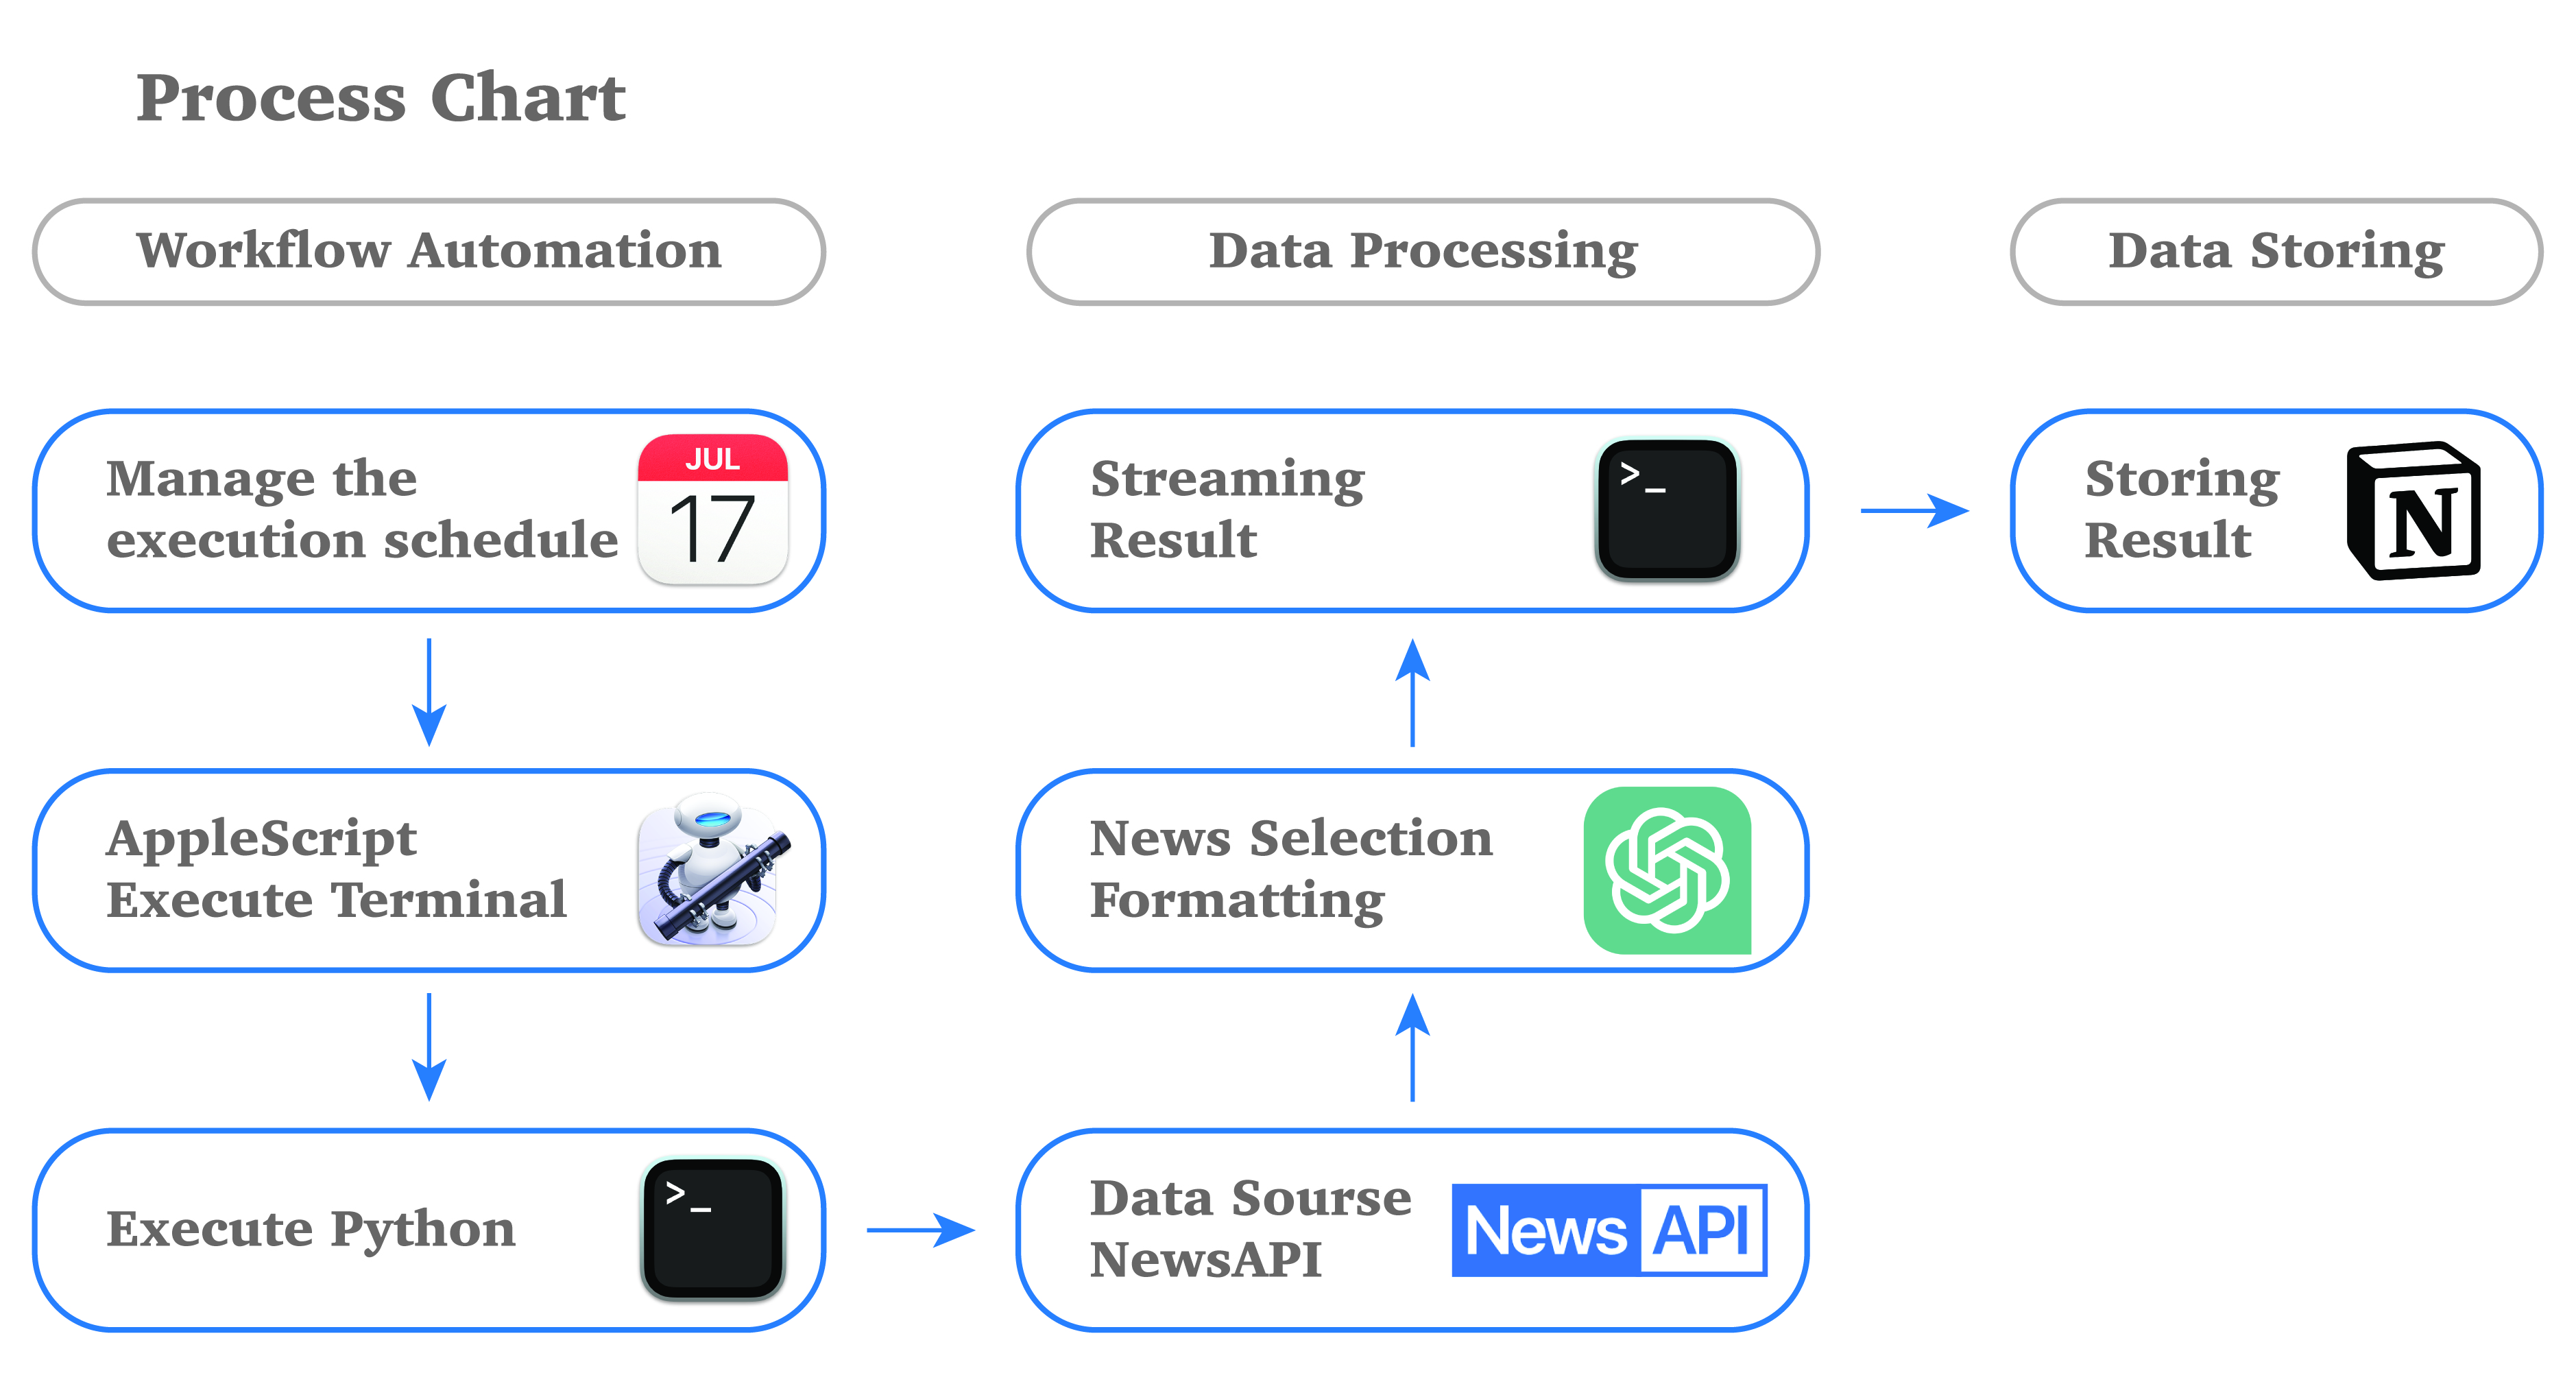 Process Chart
Workflow Automation
Data Processing
Data Storing
Manage the
execution schedule
JUL
17
Streaming
Result
>_
Storing
Result
N
AppleScript
Execute Terminal
News Selection
Formatting
Execute Python
>_
Data Sourse
NewsAPI
News API